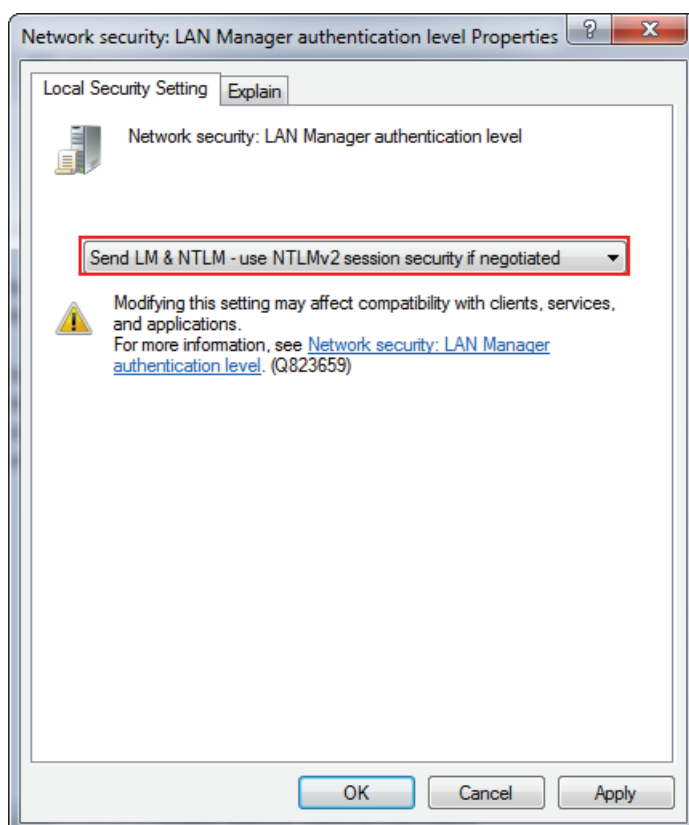 Network security: LAN Manager authentication level Properties
Local Security Setting
Explain
Network security: LAN Manager authentication level
Send LM & NTLM - use NTLMv2 session security if negotiated
Modifying this setting may affect compatibility with clients, services,
and applications.
For more information, see Network security: LAN Manager
authentication level. (Q823659)
OK
Cancel
Apply